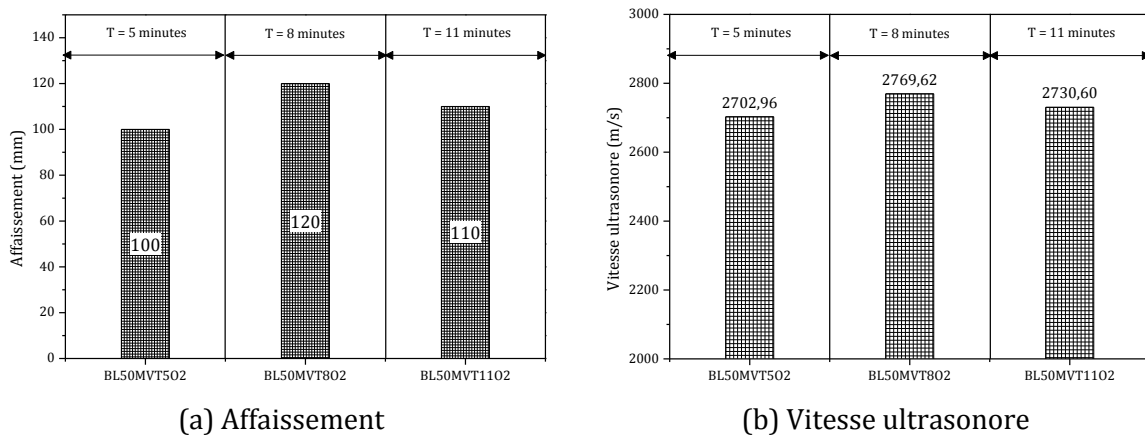 T = 5 minutes T = 8 minutes T = 11 minutes
140
120
100
80
60
40
20
0
Affaissement (mm)
100
120
110
BL50MVT5O2 BL50MVT8O2 BL50MVT11O2
(a) Affaissement
T = 5 minutes T = 8 minutes T = 11 minutes
3000
2800
2600
2400
2200
2000
Vitesse ultrasonore (m/s)
2702,96
2769,62
2730,60
BL50MVT5O2 BL50MVT8O2 BL50MVT11O2
(b) Vitesse ultrasonore